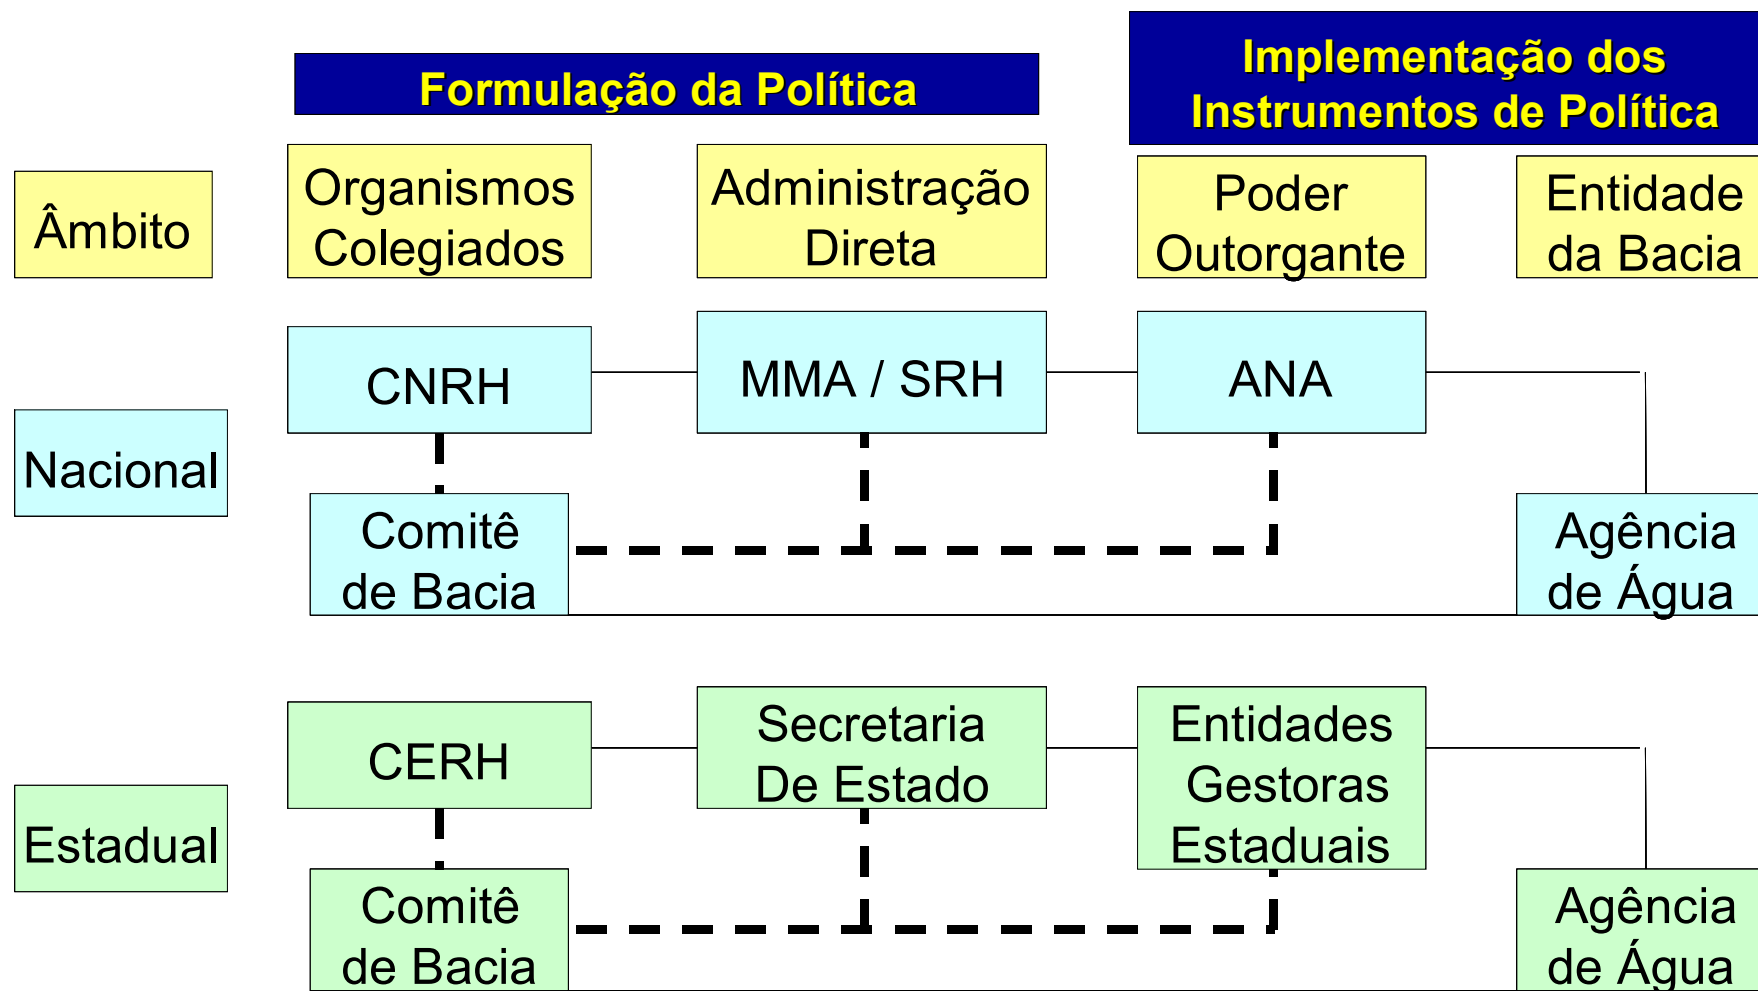 Formulação da Política
Implementação dos
Instrumentos de Política
Âmbito
Organismos
Colegiados
Administração
Direta
Poder
Outorgante
Entidade
da Bacia
Nacional
CNRH
MMA / SRH
ANA
Comitê
de Bacia
Agência
de Água
Estadual
CERH
Secretaria
De Estado
Entidades
Gestoras
Estaduais
Comitê
de Bacia
Agência
de Água